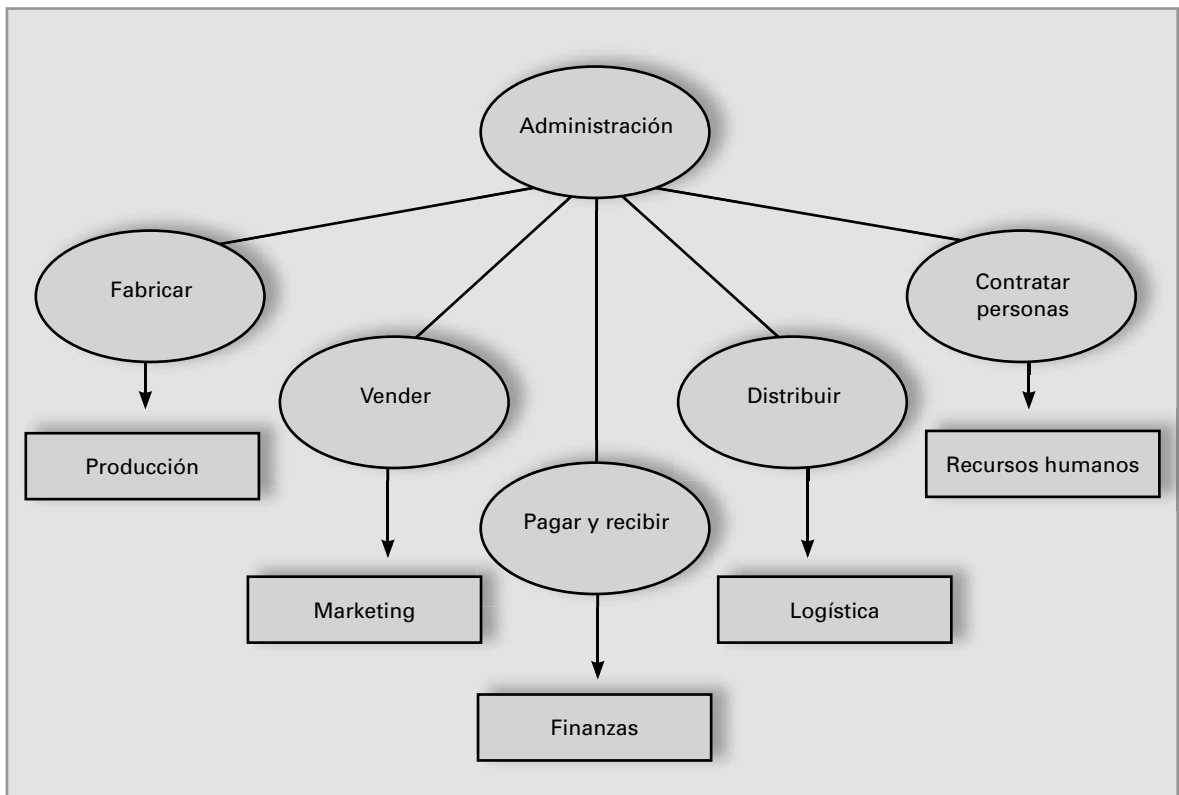 Administración
Fabricar
Contratar
personas
Vender
Distribuir
Producción
Recursos humanos
Pagar y recibir
Marketing
Logística
Finanzas